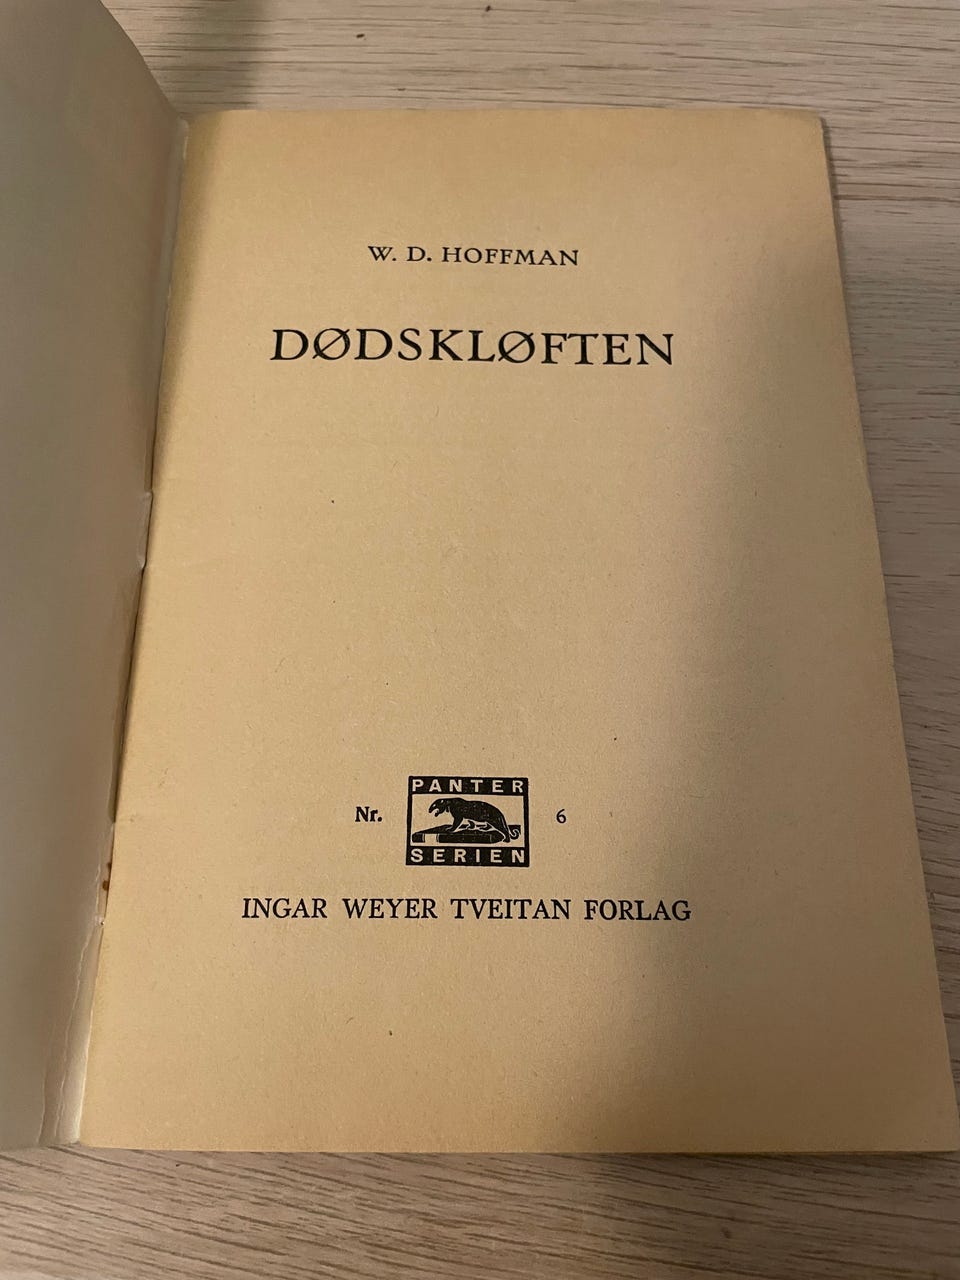 W. D. HOFFMAN
DØDSKLØFTEN
PANTER
Nr. 6
SERIEN
INGAR WEYER TVEITAN FORLAG